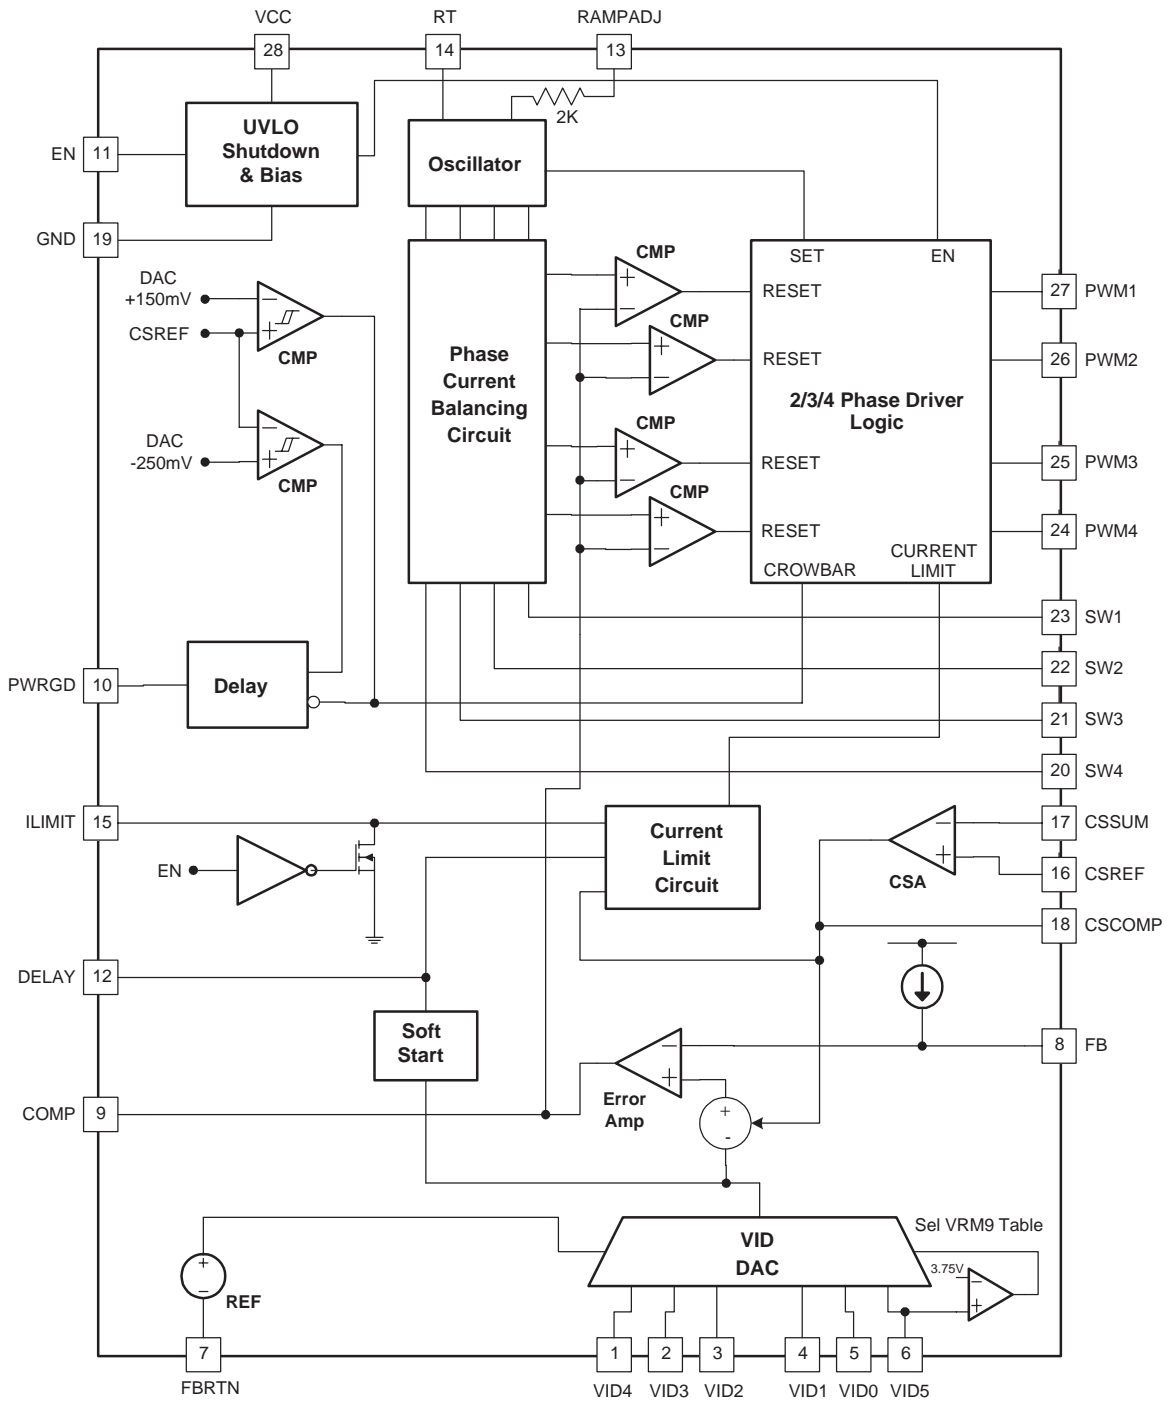 VCC RT RAMPADJ
28 14 13
2K
UVLO
Shutdown
& Bias
EN 11
Oscillator
GND 19
SET EN
DAC
+150mV
CSREF
CMP
DAC
-250mV
CMP
Phase
Current
Balancing
Circuit
CMP
CMP
CMP
CMP
RESET
RESET
RESET
RESET
2/3/4 Phase Driver
Logic
CROWBAR
CURRENT
LIMIT
27 PWM1
26 PWM2
25 PWM3
24 PWM4
23 SW1
22 SW2
21 SW3
20 SW4
PWRGD 10
Delay
ILIMIT 15
EN
Current
Limit
Circuit
CSA
17 CSSUM
16 CSREF
18 CSCOMP
DELAY 12
Soft
Start
8 FB
COMP 9
Error
Amp
+
-
VID
DAC
Sel VRM9 Table
3.75V
REF
7 1 2 3 4 5 6
FBRTN VID4 VID3 VID2 VID1 VID0 VID5